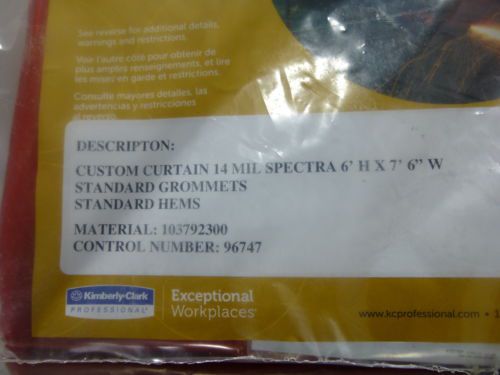 See reverse for additional details,
warnings and restrictions.
Voir l'autre côté pour obtenir de
plus amples renseignements, et lire
les mises en garde et restrictions.
Consulte mayores detalles, las
advertencias y restricciones
al reverso.
DESCRIPTON:
CUSTOM CURTAIN 14 MIL SPECTRA 6' H X 7' 6" W
STANDARD GROMMETS
STANDARD HEMS
MATERIAL: 103792300
CONTROL NUMBER: 96747
Kimberly-Clark
PROFESSIONAL*
Exceptional
Workplaces*
www.kcprofessional.com • 1